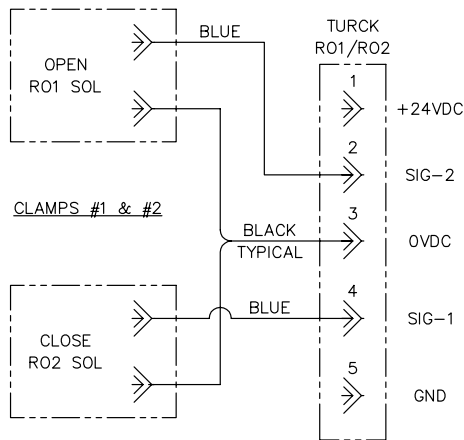 BLUE
OPEN
RO1 SOL
TURCK
RO1/RO2
1
+24VDC
2
SIG-2
CLAMPS #1 & #2
BLACK
TYPICAL
3
0VDC
CLOSE
RO2 SOL
BLUE
4
SIG-1
5
GND